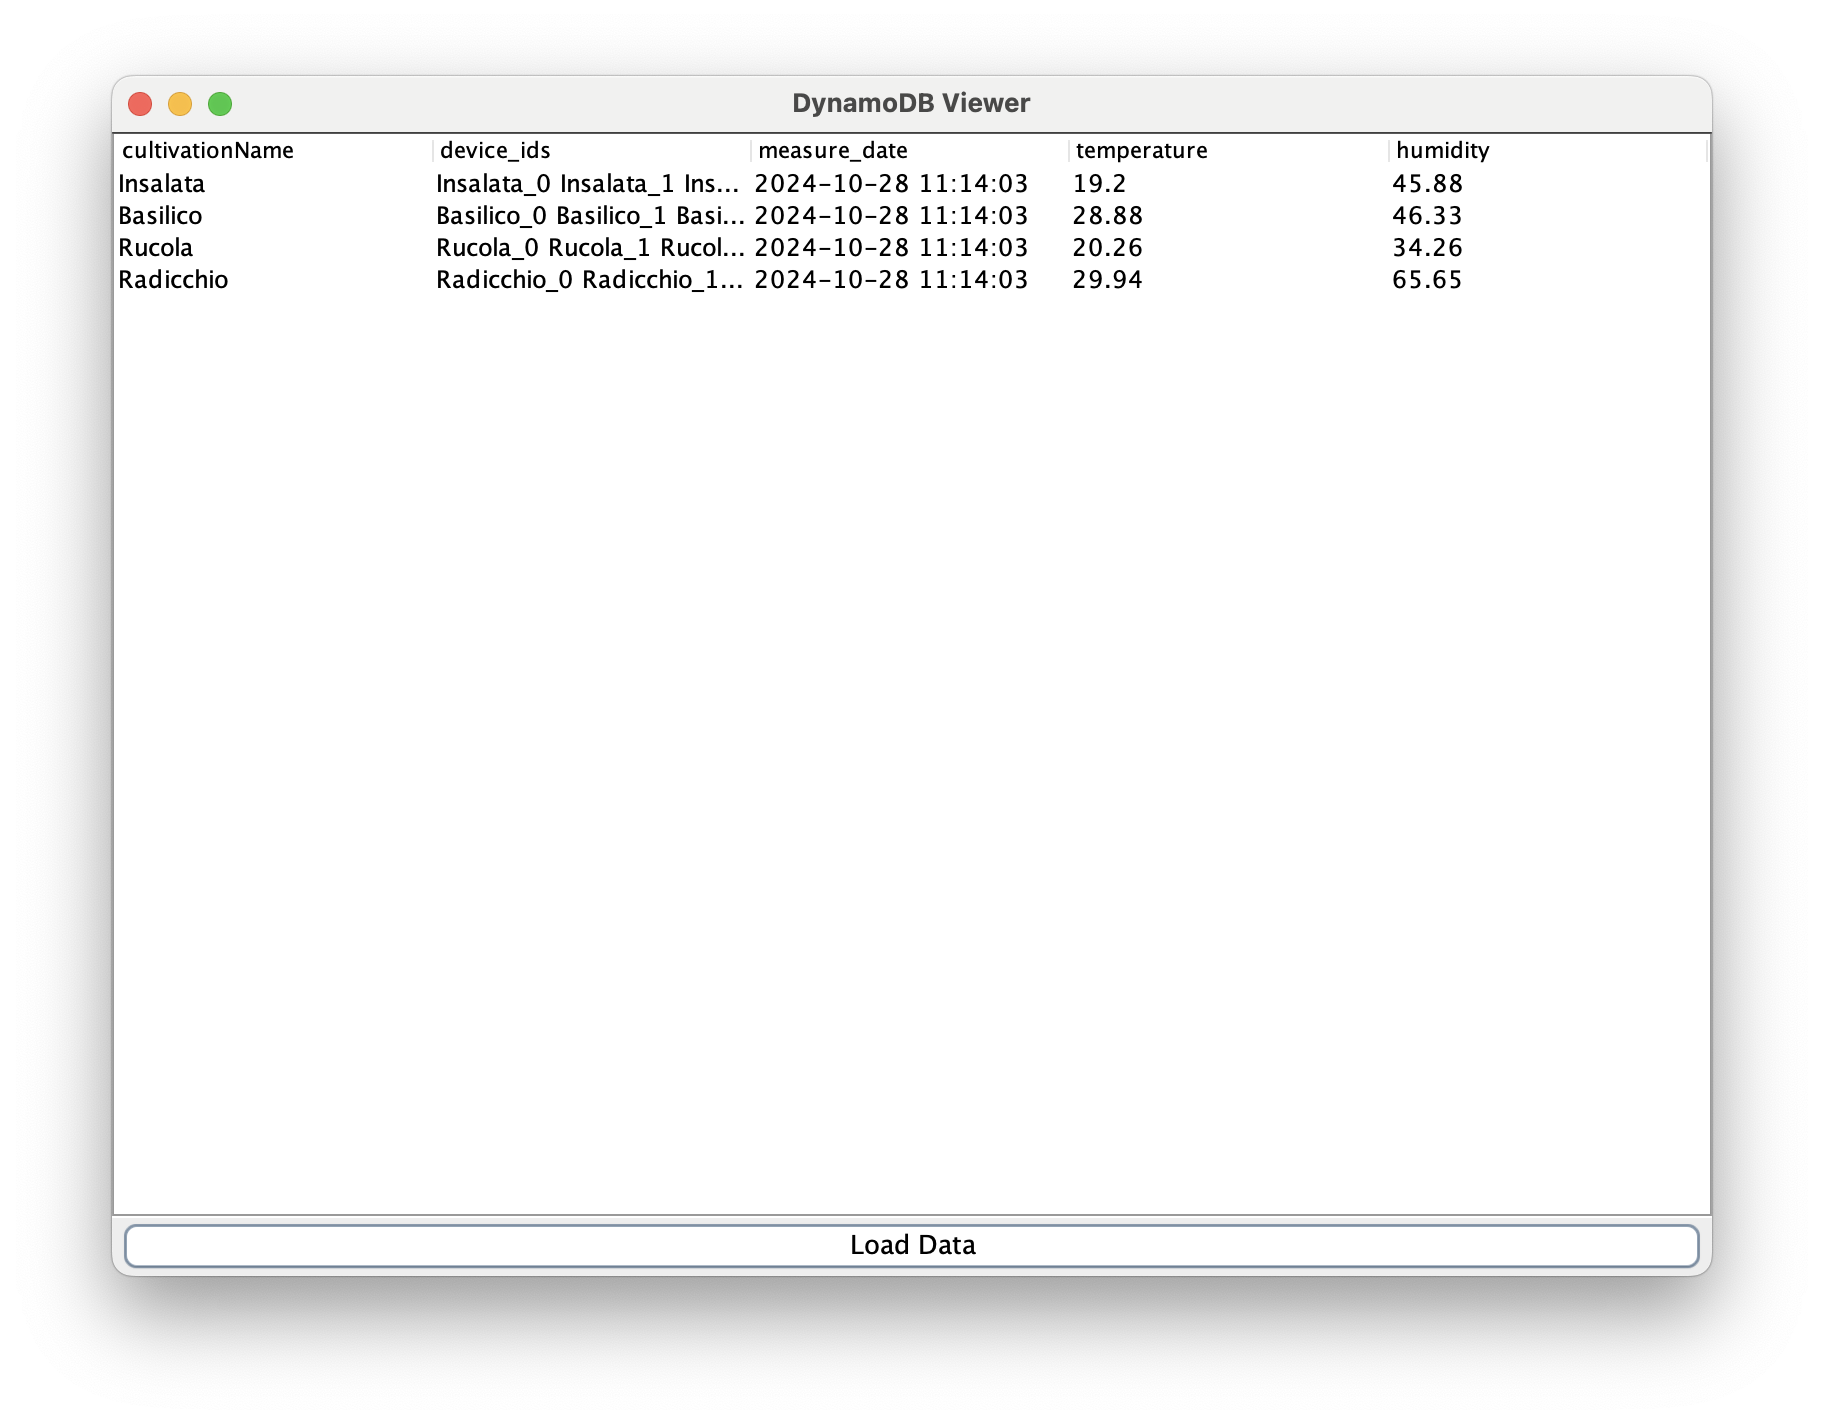 DynamoDB Viewer
cultivationName device_ids measure_date temperature humidity
Insalata Insalata_0 Insalata_1 Ins... 2024-10-28 11:14:03 19.2 45.88
Basilico Basilico_0 Basilico_1 Basi... 2024-10-28 11:14:03 28.88 46.33
Rucola Rucola_0 Rucola_1 Rucol... 2024-10-28 11:14:03 20.26 34.26
Radicchio Radicchio_0 Radicchio_1... 2024-10-28 11:14:03 29.94 65.65
Load Data